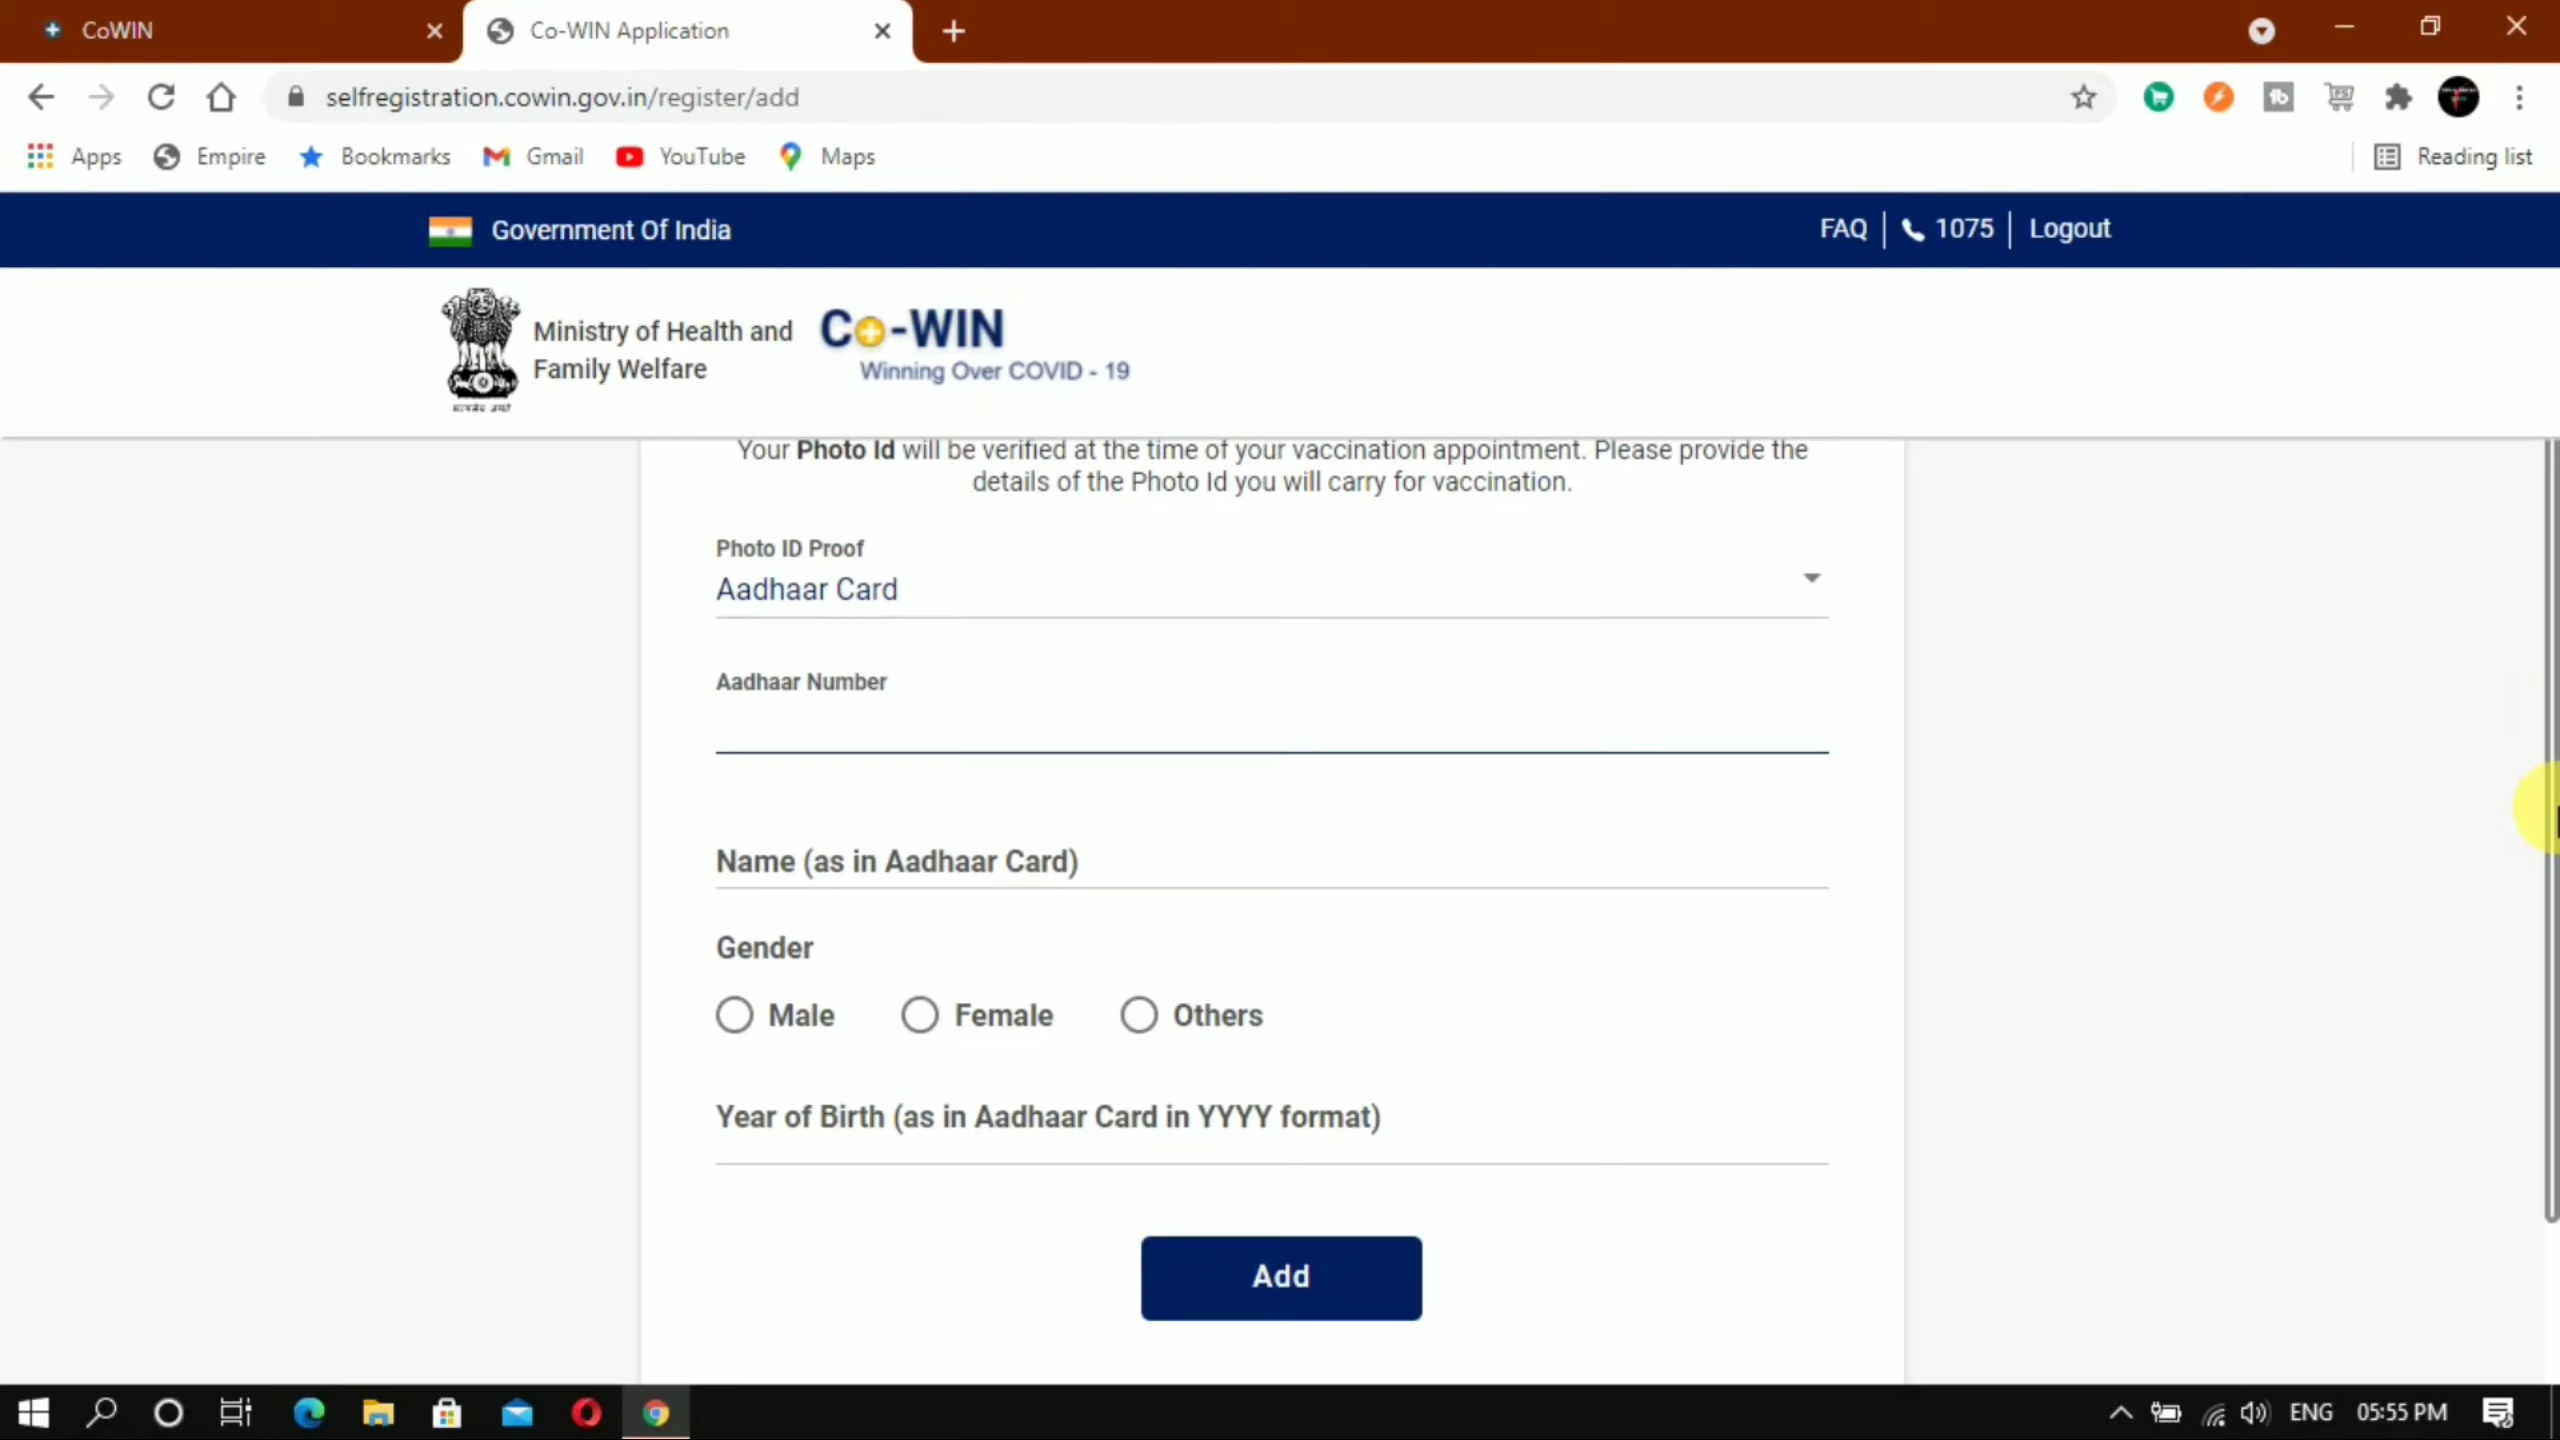 CoWIN
Co-WIN Application
selfregistration.cowin.gov.in/register/add
Apps Empire Bookmarks Gmail YouTube Maps Reading list
Government Of India
FAQ 1075 Logout
Ministry of Health and
Family Welfare
Co-WIN
Winning Over COVID - 19
Your Photo Id will be verified at the time of your vaccination appointment. Please provide the
details of the Photo Id you will carry for vaccination.
Photo ID Proof
Aadhaar Card
Aadhaar Number
Name (as in Aadhaar Card)
Gender
Male Female Others
Year of Birth (as in Aadhaar Card in YYYY format)
Add
ENG 05:55 PM